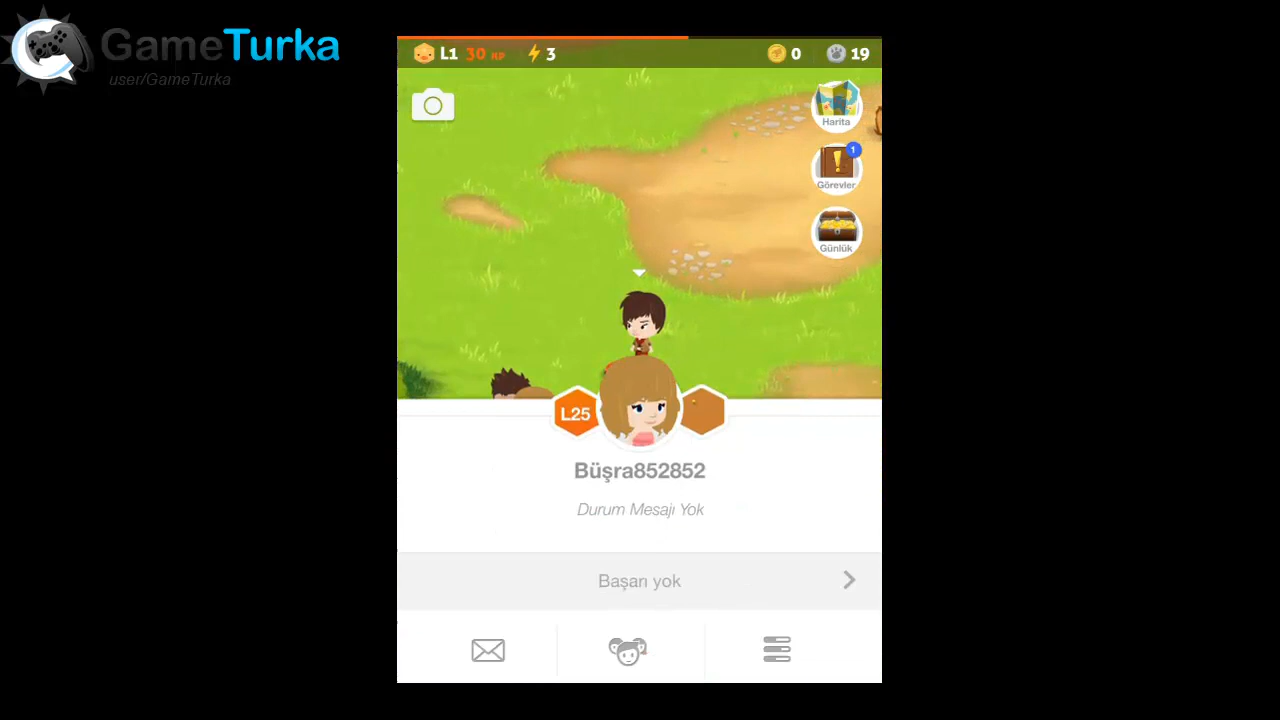 GameTurka
user/GameTurka
L1 30 KP 3 0 19
Harita
1
Görevler
Günlük
L25
Büşra852852
Durum Mesajı Yok
Başarı yok